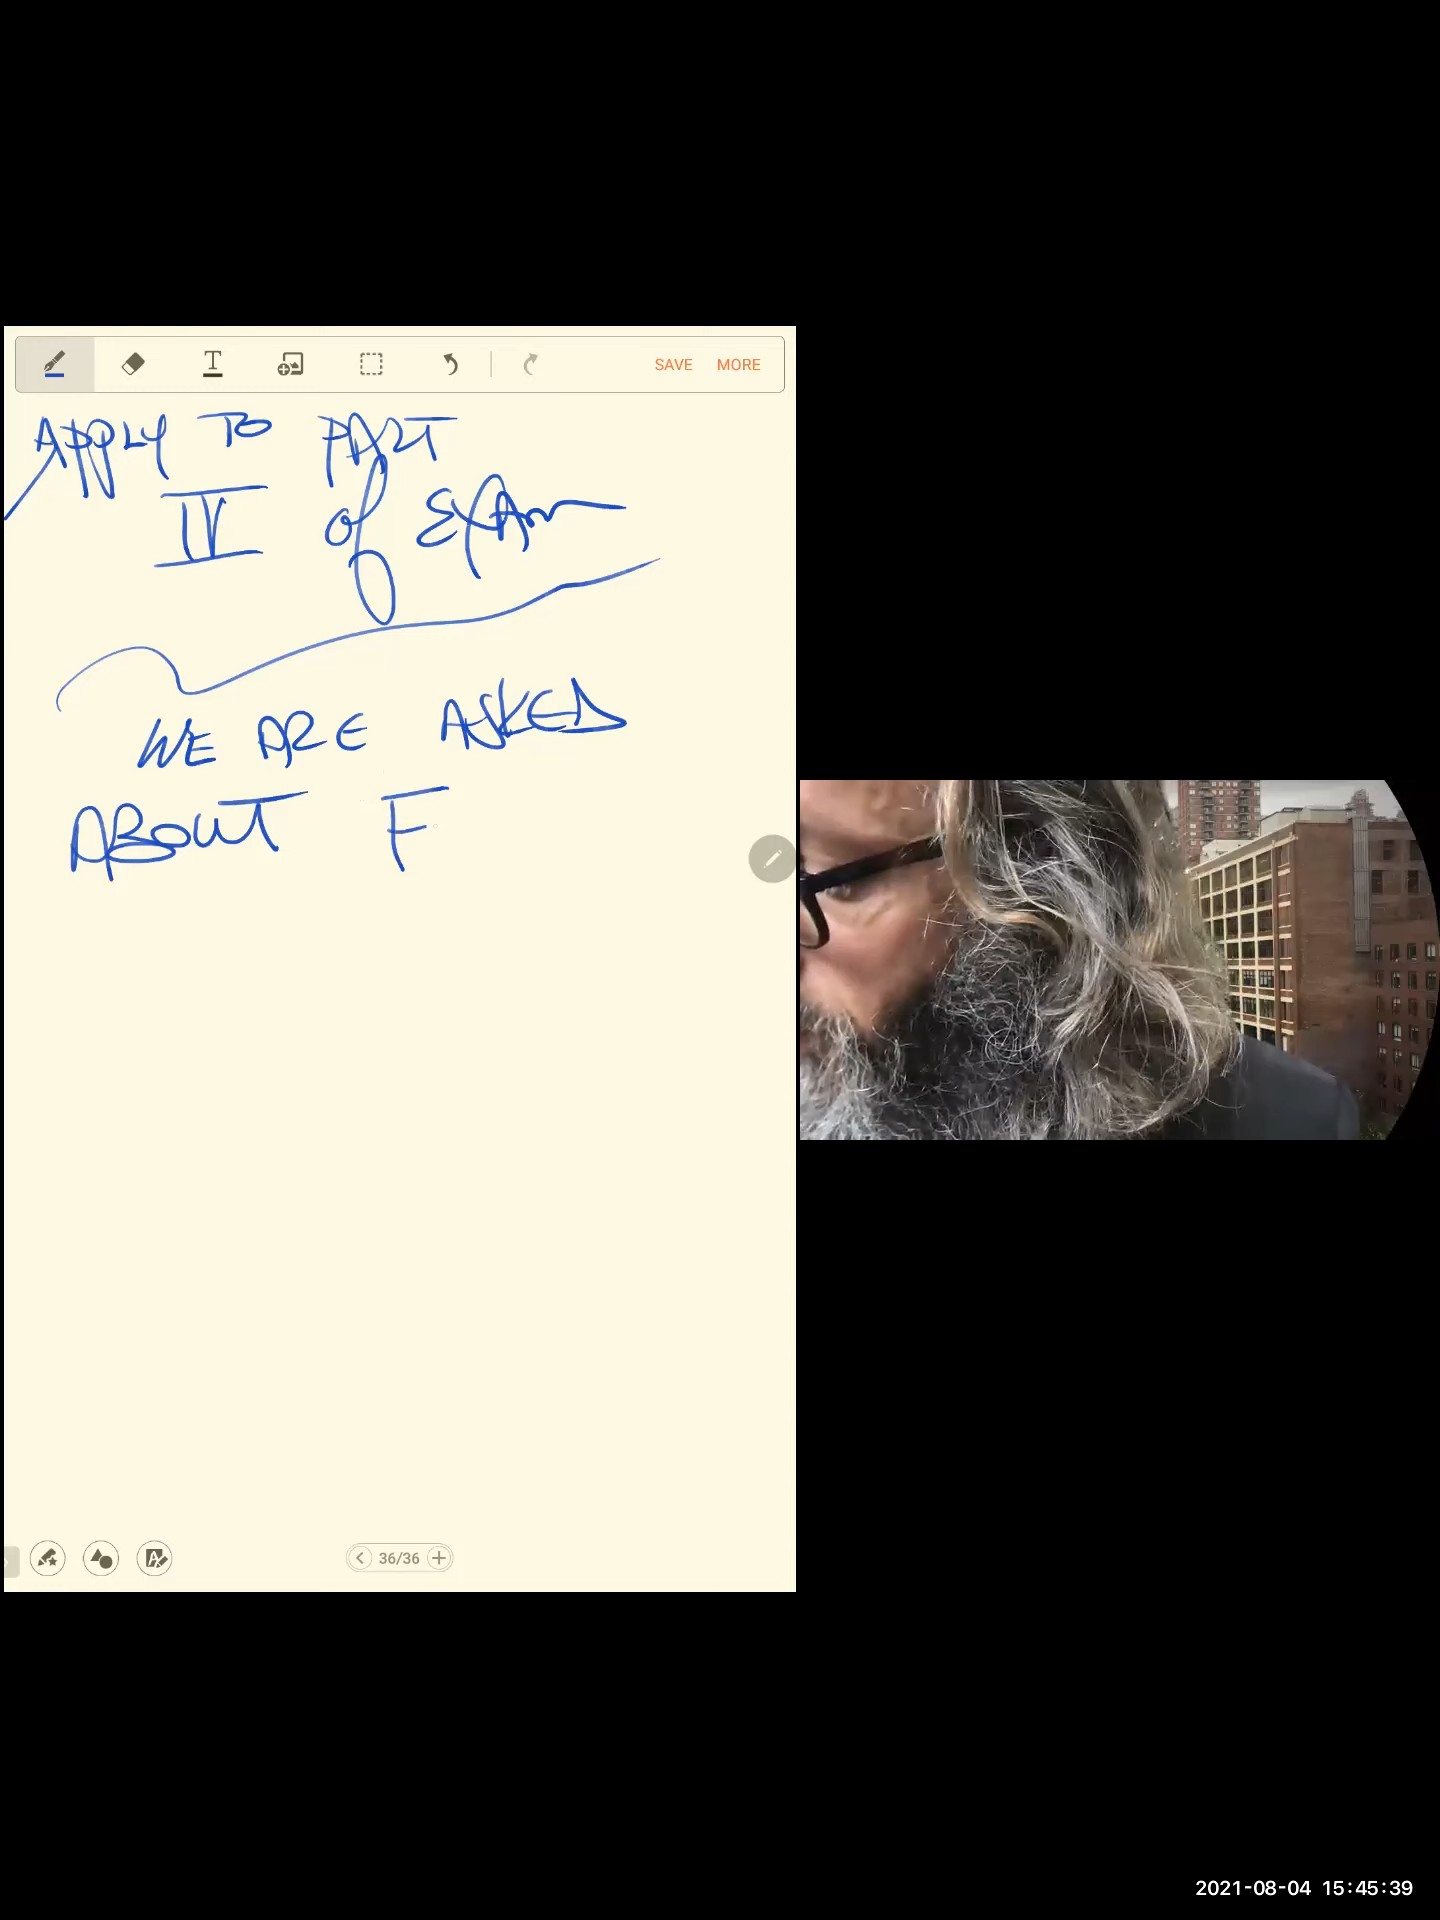 T
SAVE MORE
APPLY TO PART
IV of EXAM
WE ARE ASKED
ABOUT F
A
36/36
2021-08-04 15:45:39